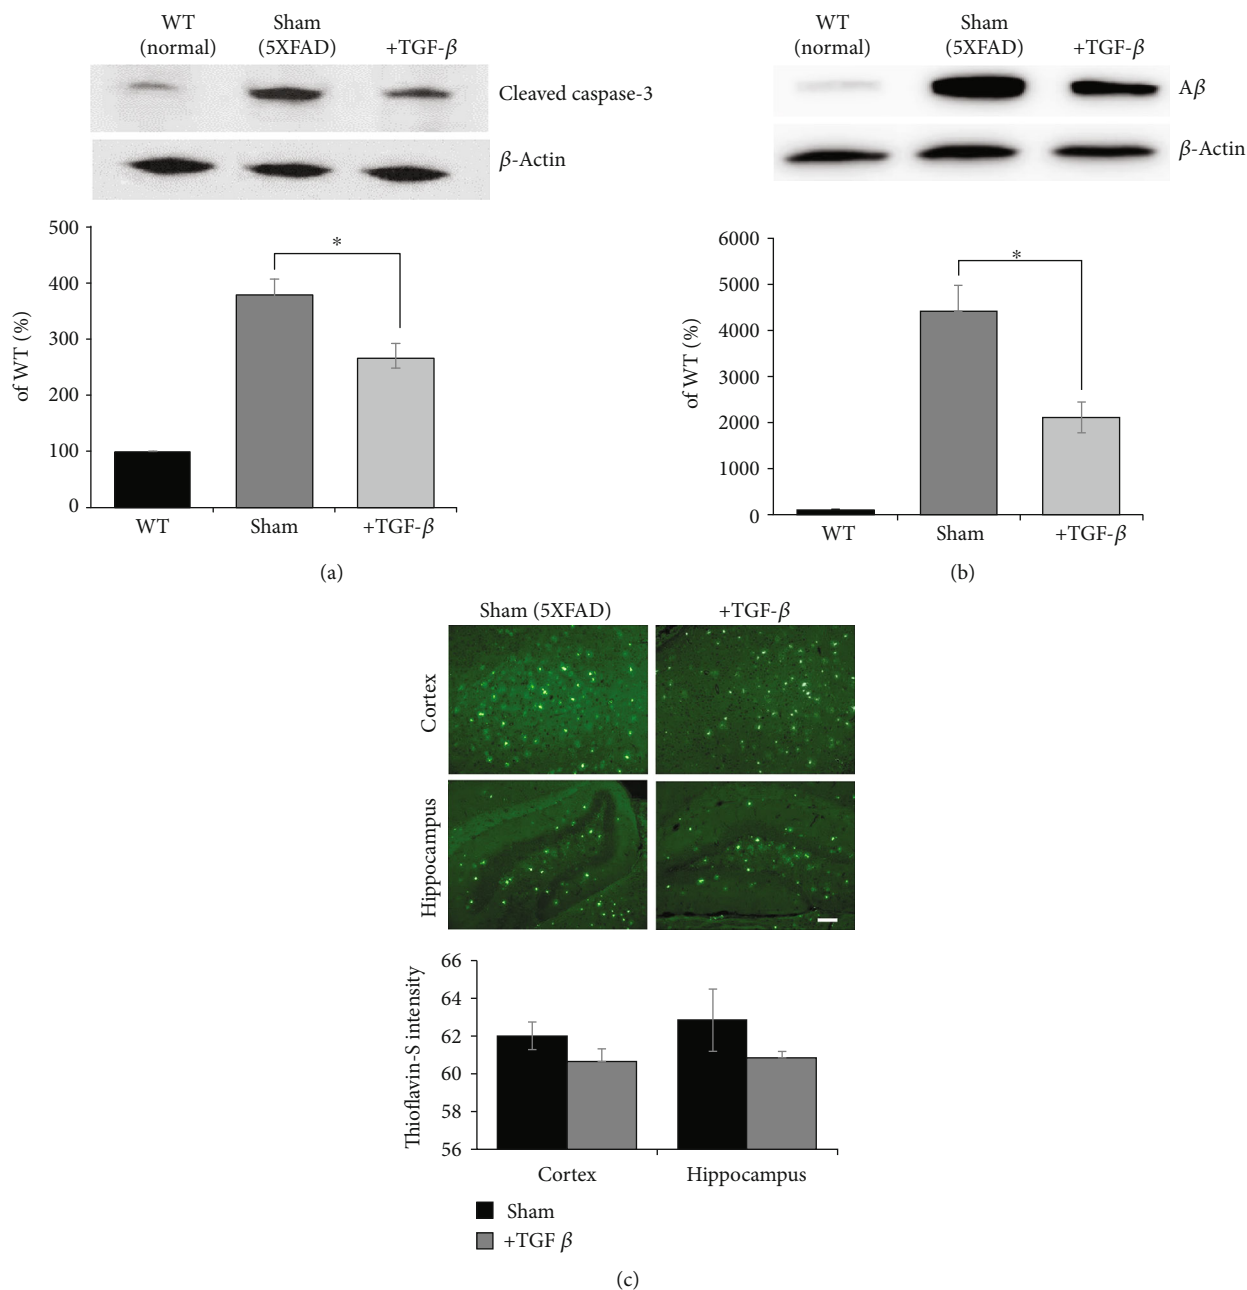 WT
(normal)
Sham
(5XFAD)
+TGF-β
Cleaved caspase-3
β-Actin
500
400
300
200
100
0
of WT (%)
*
WT
Sham
+TGF-β
(a)
WT
(normal)
Sham
(5XFAD)
+TGF-β
Aβ
β-Actin
6000
5000
4000
3000
2000
1000
0
of WT (%)
*
WT
Sham
+TGF-β
(b)
Sham (5XFAD)
+TGF-β
Cortex
Hippocampus
66
64
62
60
58
56
Thioflavin-S intensity
Cortex
Hippocampus
Sham
+TGF β
(c)